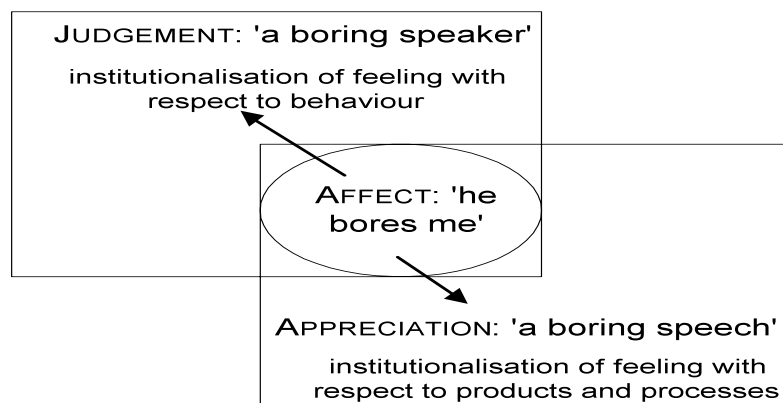 JUDGEMENT: 'a boring speaker'
institutionalisation of feeling with
respect to behaviour
AFFECT: 'he
bores me'
APPRECIATION: 'a boring speech'
institutionalisation of feeling with
respect to products and processes